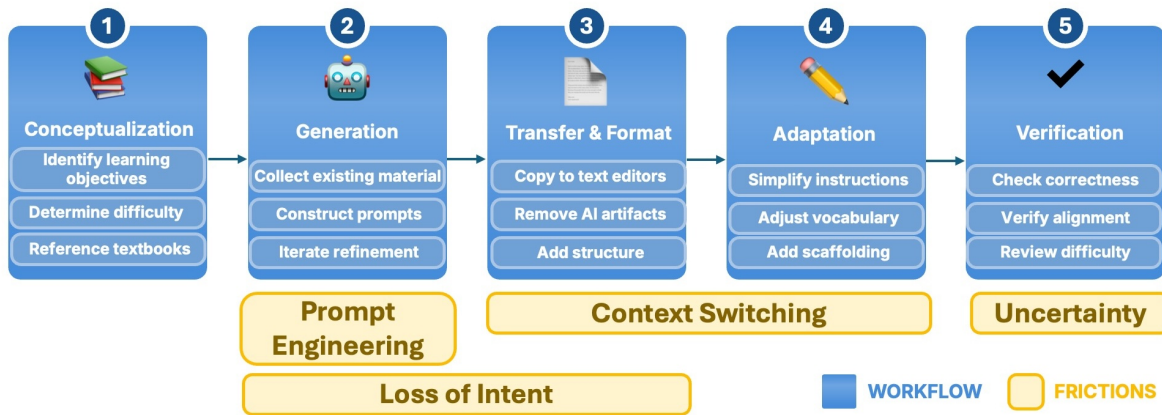 1
2
3
4
5
Conceptualization
Identify learning
objectives
Determine difficulty
Reference textbooks
Generation
Collect existing material
Construct prompts
Iterate refinement
Transfer & Format
Copy to text editors
Remove AI artifacts
Add structure
Adaptation
Simplify instructions
Adjust vocabulary
Add scaffolding
Verification
Check correctness
Verify alignment
Review difficulty
Prompt
Engineering
Context Switching
Uncertainty
Loss of Intent
WORKFLOW
FRICTIONS